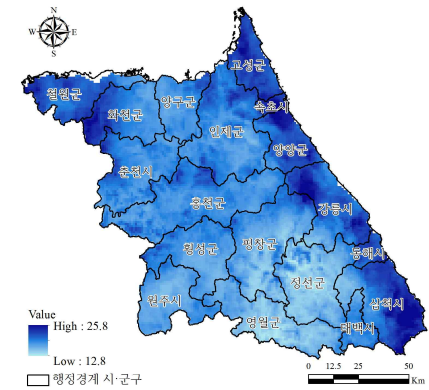 N
W E
S
고성군
철원군
화천군
양구군
속초시
인제군
양양군
춘천시
홍천군
강릉시
횡성군
평창군
동해시
정선군
원주시
삼척시
영월군
태백시
Value
High : 25.8
Low : 12.8
행정경계 시·군구
0 12.5 25 50
Km